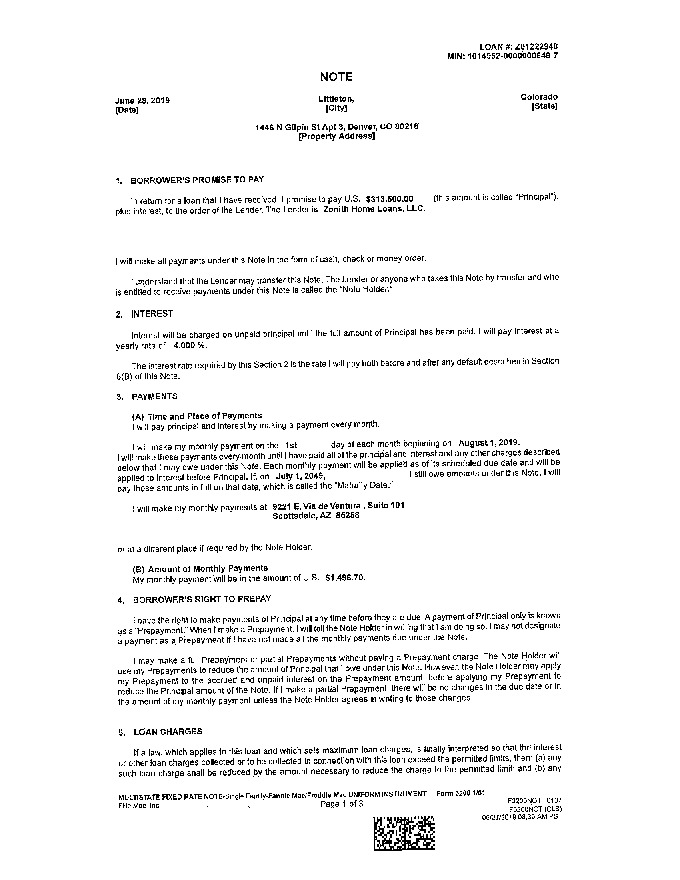 LOAN #: Z01222948
MIN: 1014552-0000000848-7
NOTE
June 28, 2019
[Date]
Littleton,
[City]
Colorado
[State]
1446 N Gilpin St Apt 3, Denver, CO 80218
[Property Address]
1. BORROWER'S PROMISE TO PAY
In return for a loan that I have received, I promise to pay U.S. $313,500.00 (this amount is called "Principal"),
plus interest, to the order of the Lender. The Lender is Zenith Home Loans, LLC.
I will make all payments under this Note in the form of cash, check or money order.
I understand that the Lender may transfer this Note. The Lender or anyone who takes this Note by transfer and who
is entitled to receive payments under this Note is called the "Note Holder."
2. INTEREST
Interest will be charged on unpaid principal until the full amount of Principal has been paid. I will pay interest at a
yearly rate of 4.000 %.
The interest rate required by this Section 2 is the rate I will pay both before and after any default described in Section
6(B) of this Note.
3. PAYMENTS
(A) Time and Place of Payments
I will pay principal and interest by making a payment every month.
I will make my monthly payment on the 1st day of each month beginning on August 1, 2019.
I will make these payments every month until I have paid all of the principal and interest and any other charges described
below that I may owe under this Note. Each monthly payment will be applied as of its scheduled due date and will be
applied to interest before Principal. If, on July 1, 2049, I still owe amounts under this Note, I will
pay those amounts in full on that date, which is called the "Maturity Date."
I will make my monthly payments at 9221 E. Via de Ventura, Suite 101
Scottsdale, AZ 85258
or at a different place if required by the Note Holder.
(B) Amount of Monthly Payments
My monthly payment will be in the amount of U.S. $1,496.70.
4. BORROWER'S RIGHT TO PREPAY
I have the right to make payments of Principal at any time before they are due. A payment of Principal only is known
as a "Prepayment." When I make a Prepayment, I will tell the Note Holder in writing that I am doing so. I may not designate
a payment as a Prepayment if I have not made all the monthly payments due under the Note.
I may make a full Prepayment or partial Prepayments without paying a Prepayment charge. The Note Holder will
use my Prepayments to reduce the amount of Principal that I owe under this Note. However, the Note Holder may apply
my Prepayment to the accrued and unpaid interest on the Prepayment amount, before applying my Prepayment to
reduce the Principal amount of the Note. If I make a partial Prepayment, there will be no changes in the due date or in
the amount of my monthly payment unless the Note Holder agrees in writing to those changes.
5. LOAN CHARGES
If a law, which applies to this loan and which sets maximum loan charges, is finally interpreted so that the interest
or other loan charges collected or to be collected in connection with this loan exceed the permitted limits, then: (a) any
such loan charge shall be reduced by the amount necessary to reduce the charge to the permitted limit; and (b) any
MULTISTATE FIXED RATE NOTE-Single Family-Fannie Mae/Freddie Mac UNIFORM INSTRUMENT Form 3200 1/01
Ellie Mae, Inc.
Page 1 of 3
F3200NOT 0107
F3200NOT (CLS)
06/27/2019 08:36 AM PST